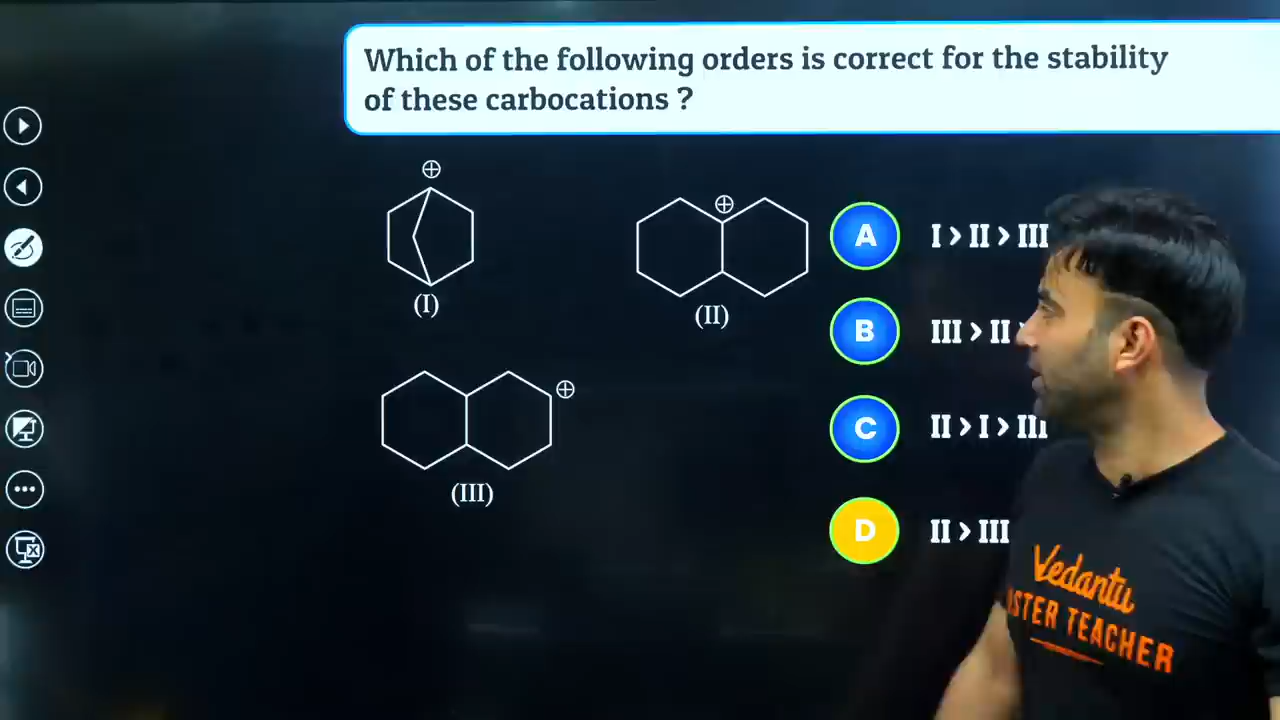 Which of the following orders is correct for the stability
of these carbocations ?
⊕
(I)
⊕
(II)
⊕
(III)
A I > II > III
B III > II
C II > I > III
D II > III
Vedantu
TEACHER